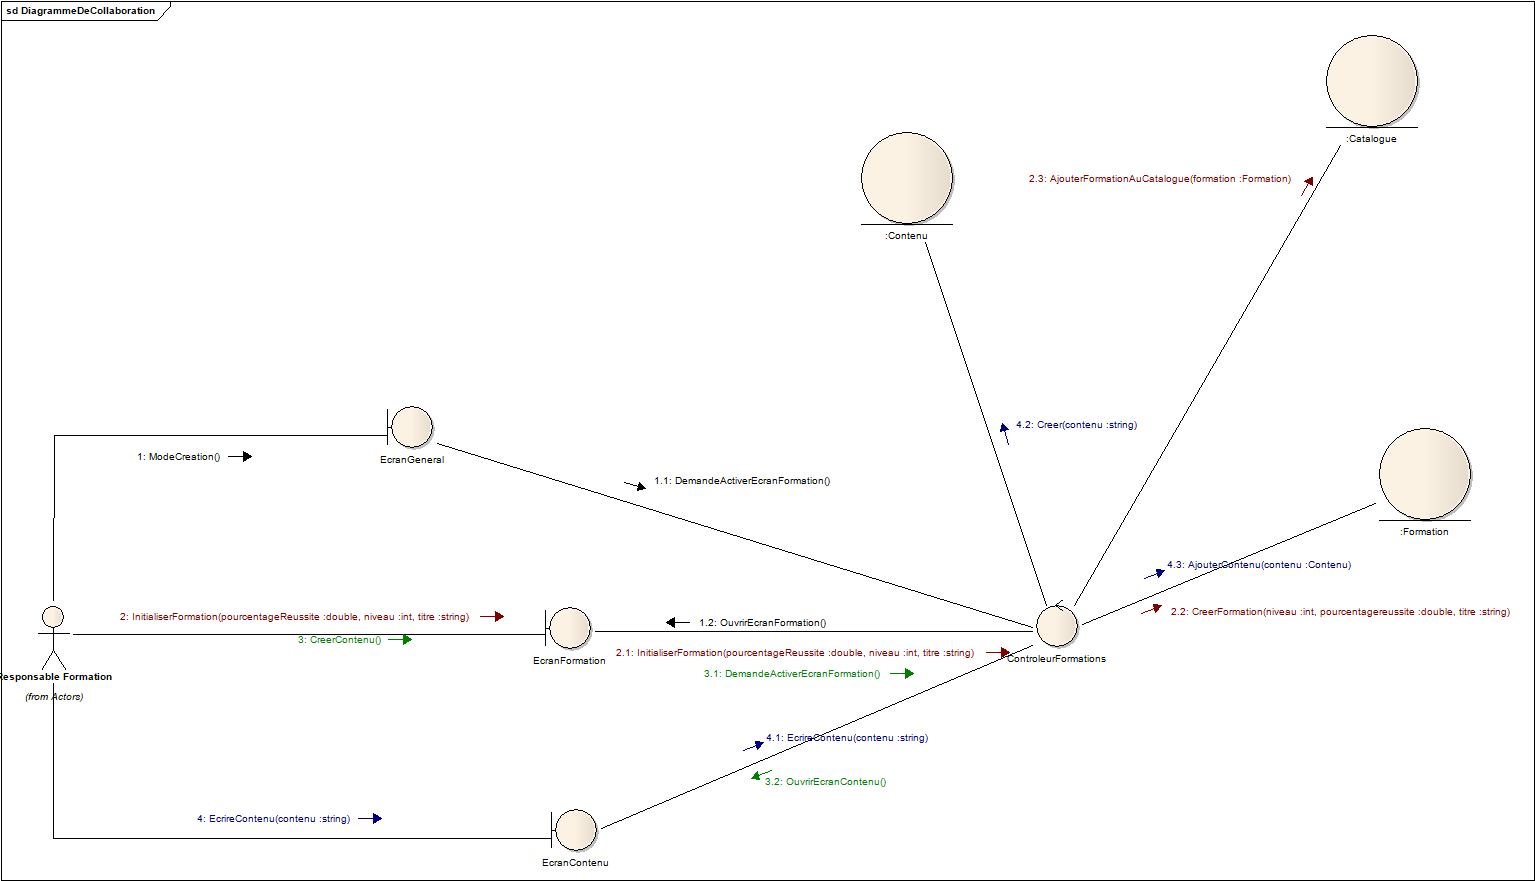 sd DiagrammeDeCollaboration
:Catalogue
2.3: AjouterFormationAuCatalogue(formation :Formation)
:Contenu
4.2: Creer(contenu :string)
1: ModeCreation()
EcranGeneral
1.1: DemandeActiverEcranFormation()
:Formation
4.3: AjouterContenu(contenu :Contenu)
2.2: CreerFormation(niveau :int, pourcentagereussite :double, titre :string)
2: InitialiserFormation(pourcentageReussite :double, niveau :int, titre :string)
3: CreerContenu()
1.2: OuvrirEcranFormation()
EcranFormation
2.1: InitialiserFormation(pourcentageReussite :double, niveau :int, titre :string)
ControleurFormations
3.1: DemandeActiverEcranFormation()
Responsable Formation
(from Actors)
4.1: EcrireContenu(contenu :string)
3.2: OuvrirEcranContenu()
4: EcrireContenu(contenu :string)
EcranContenu